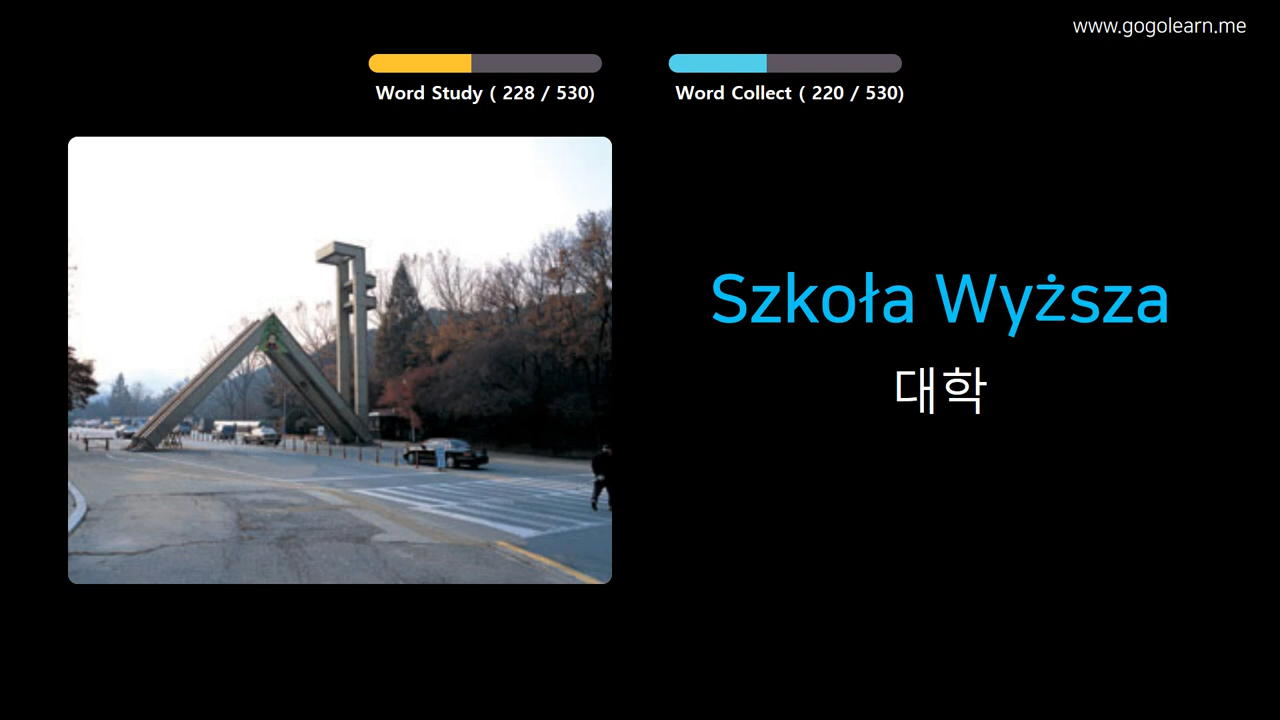 www.gogolearn.me
Word Study ( 228 / 530)
Word Collect ( 220 / 530)
Szkoła Wyższa
대학